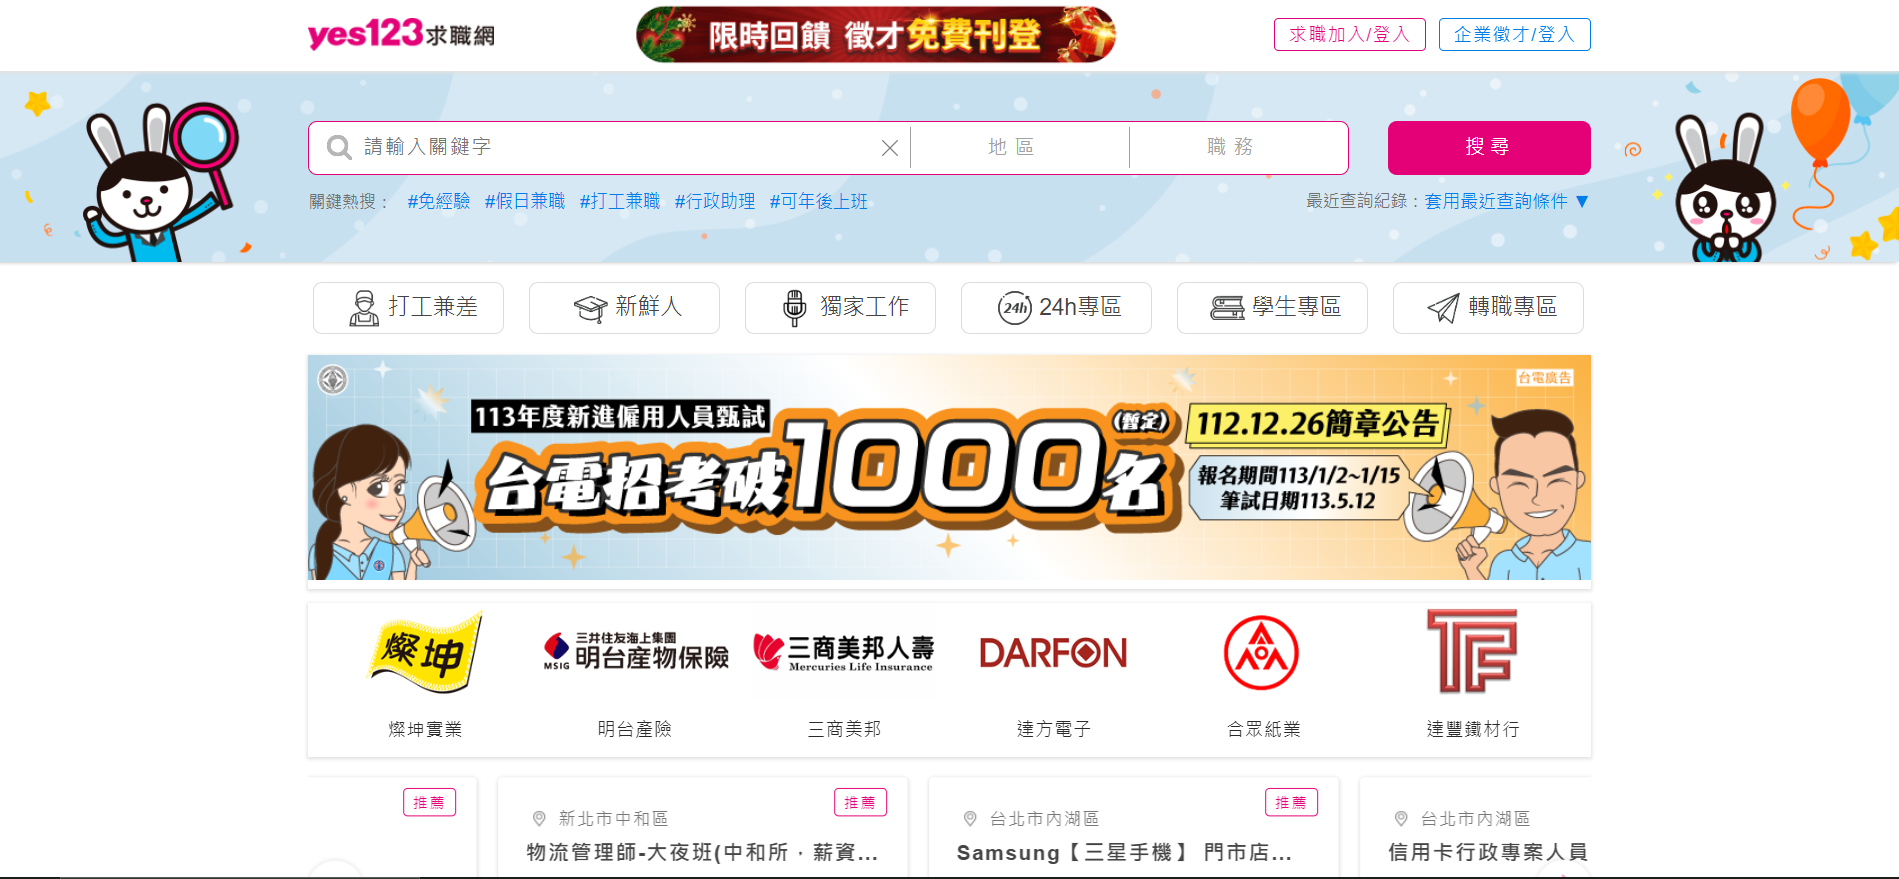 yes123求職網
限時回饋 徵才免費刊登
求職加入/登入
企業徵才/登入
請輸入關鍵字
地區
職務
搜尋
關鍵熱搜： #免經驗 #假日兼職 #打工兼職 #行政助理 #可年後上班
最近查詢紀錄：套用最近查詢條件 ▼
打工兼差
新鮮人
獨家工作
24h 24h專區
學生專區
轉職專區
台電廣告
113年度新進僱用人員甄試
台電招考破1000名(暫定)
112.12.26簡章公告
報名期間113/1/2~1/15
筆試日期113.5.12
燦坤
MSIG 三井住友海上集團
明台産物保險
三商美邦人壽
Mercuries Life Insurance
DARFON
TF
燦坤實業
明台產險
三商美邦
達方電子
合眾紙業
達豐鐵材行
推薦
推薦
新北市中和區
物流管理師-大夜班(中和所．薪資...
推薦
台北市內湖區
Samsung【三星手機】 門市店...
台北市內湖區
信用卡行政專案人員